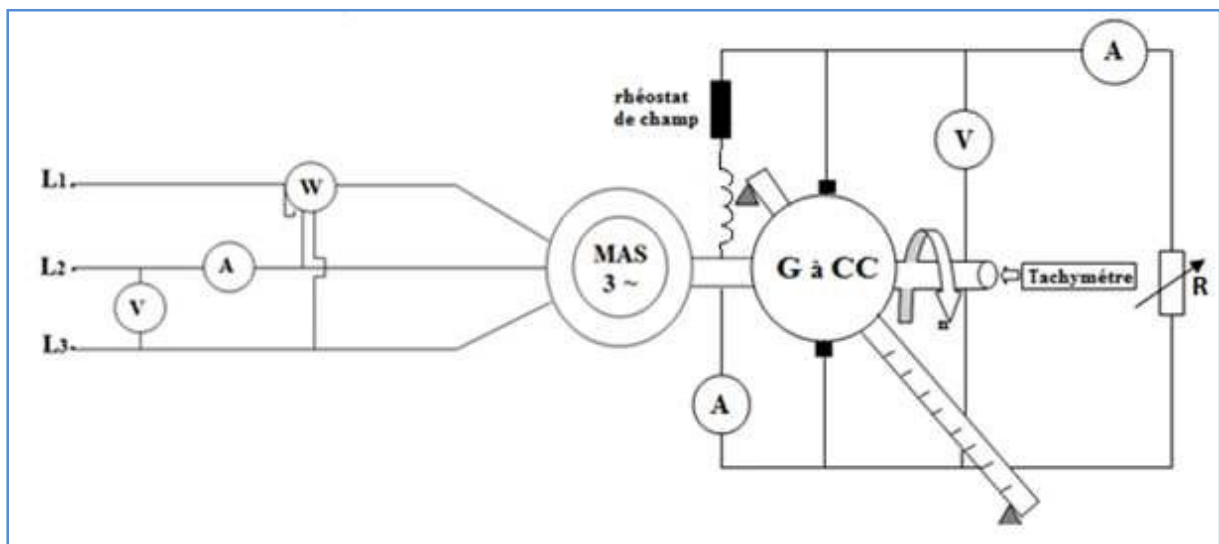 A
rhéostat
de champ
V
L1.
W
L2
A
MAS
3 ~
G à CC
Tachymétre
R
n
V
L3.
A